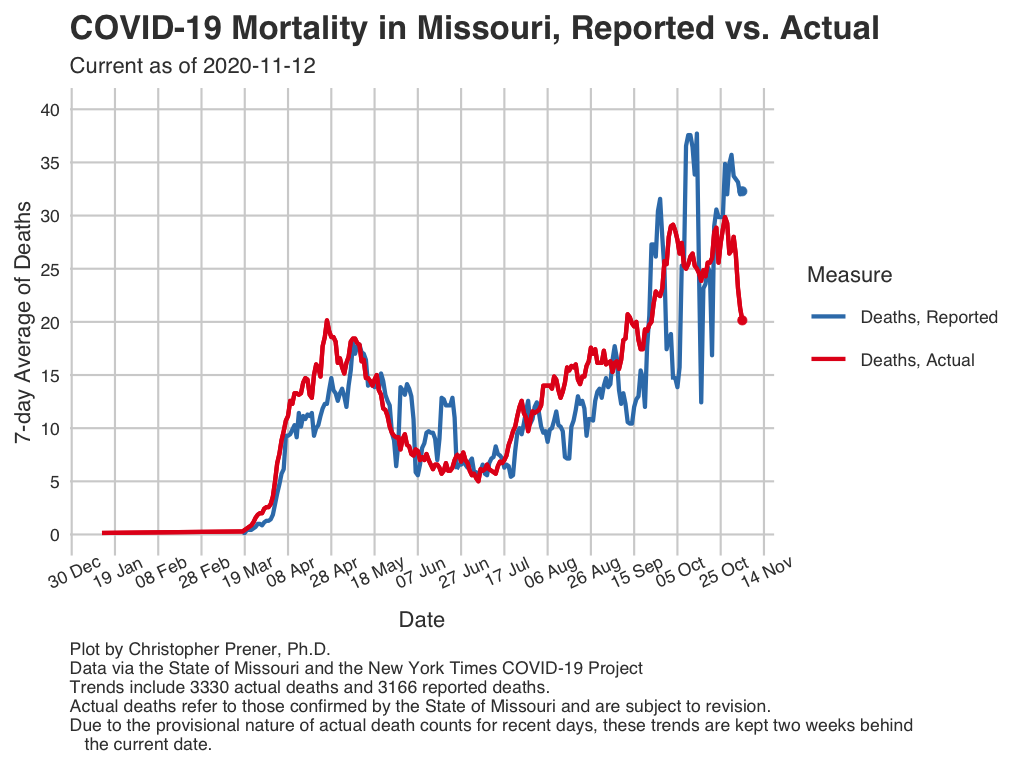 COVID-19 Mortality in Missouri, Reported vs. Actual
Current as of 2020-11-12
40
35
30
25
20
15
10
5
0
7-day Average of Deaths
30 Dec
19 Jan
08 Feb
28 Feb
19 Mar
08 Apr
28 Apr
18 May
07 Jun
27 Jun
17 Jul
06 Aug
26 Aug
15 Sep
05 Oct
25 Oct
14 Nov
Date
Measure
Deaths, Reported
Deaths, Actual
Plot by Christopher Prener, Ph.D.
Data via the State of Missouri and the New York Times COVID-19 Project
Trends include 3330 actual deaths and 3166 reported deaths.
Actual deaths refer to those confirmed by the State of Missouri and are subject to revision.
Due to the provisional nature of actual death counts for recent days, these trends are kept two weeks behind
the current date.